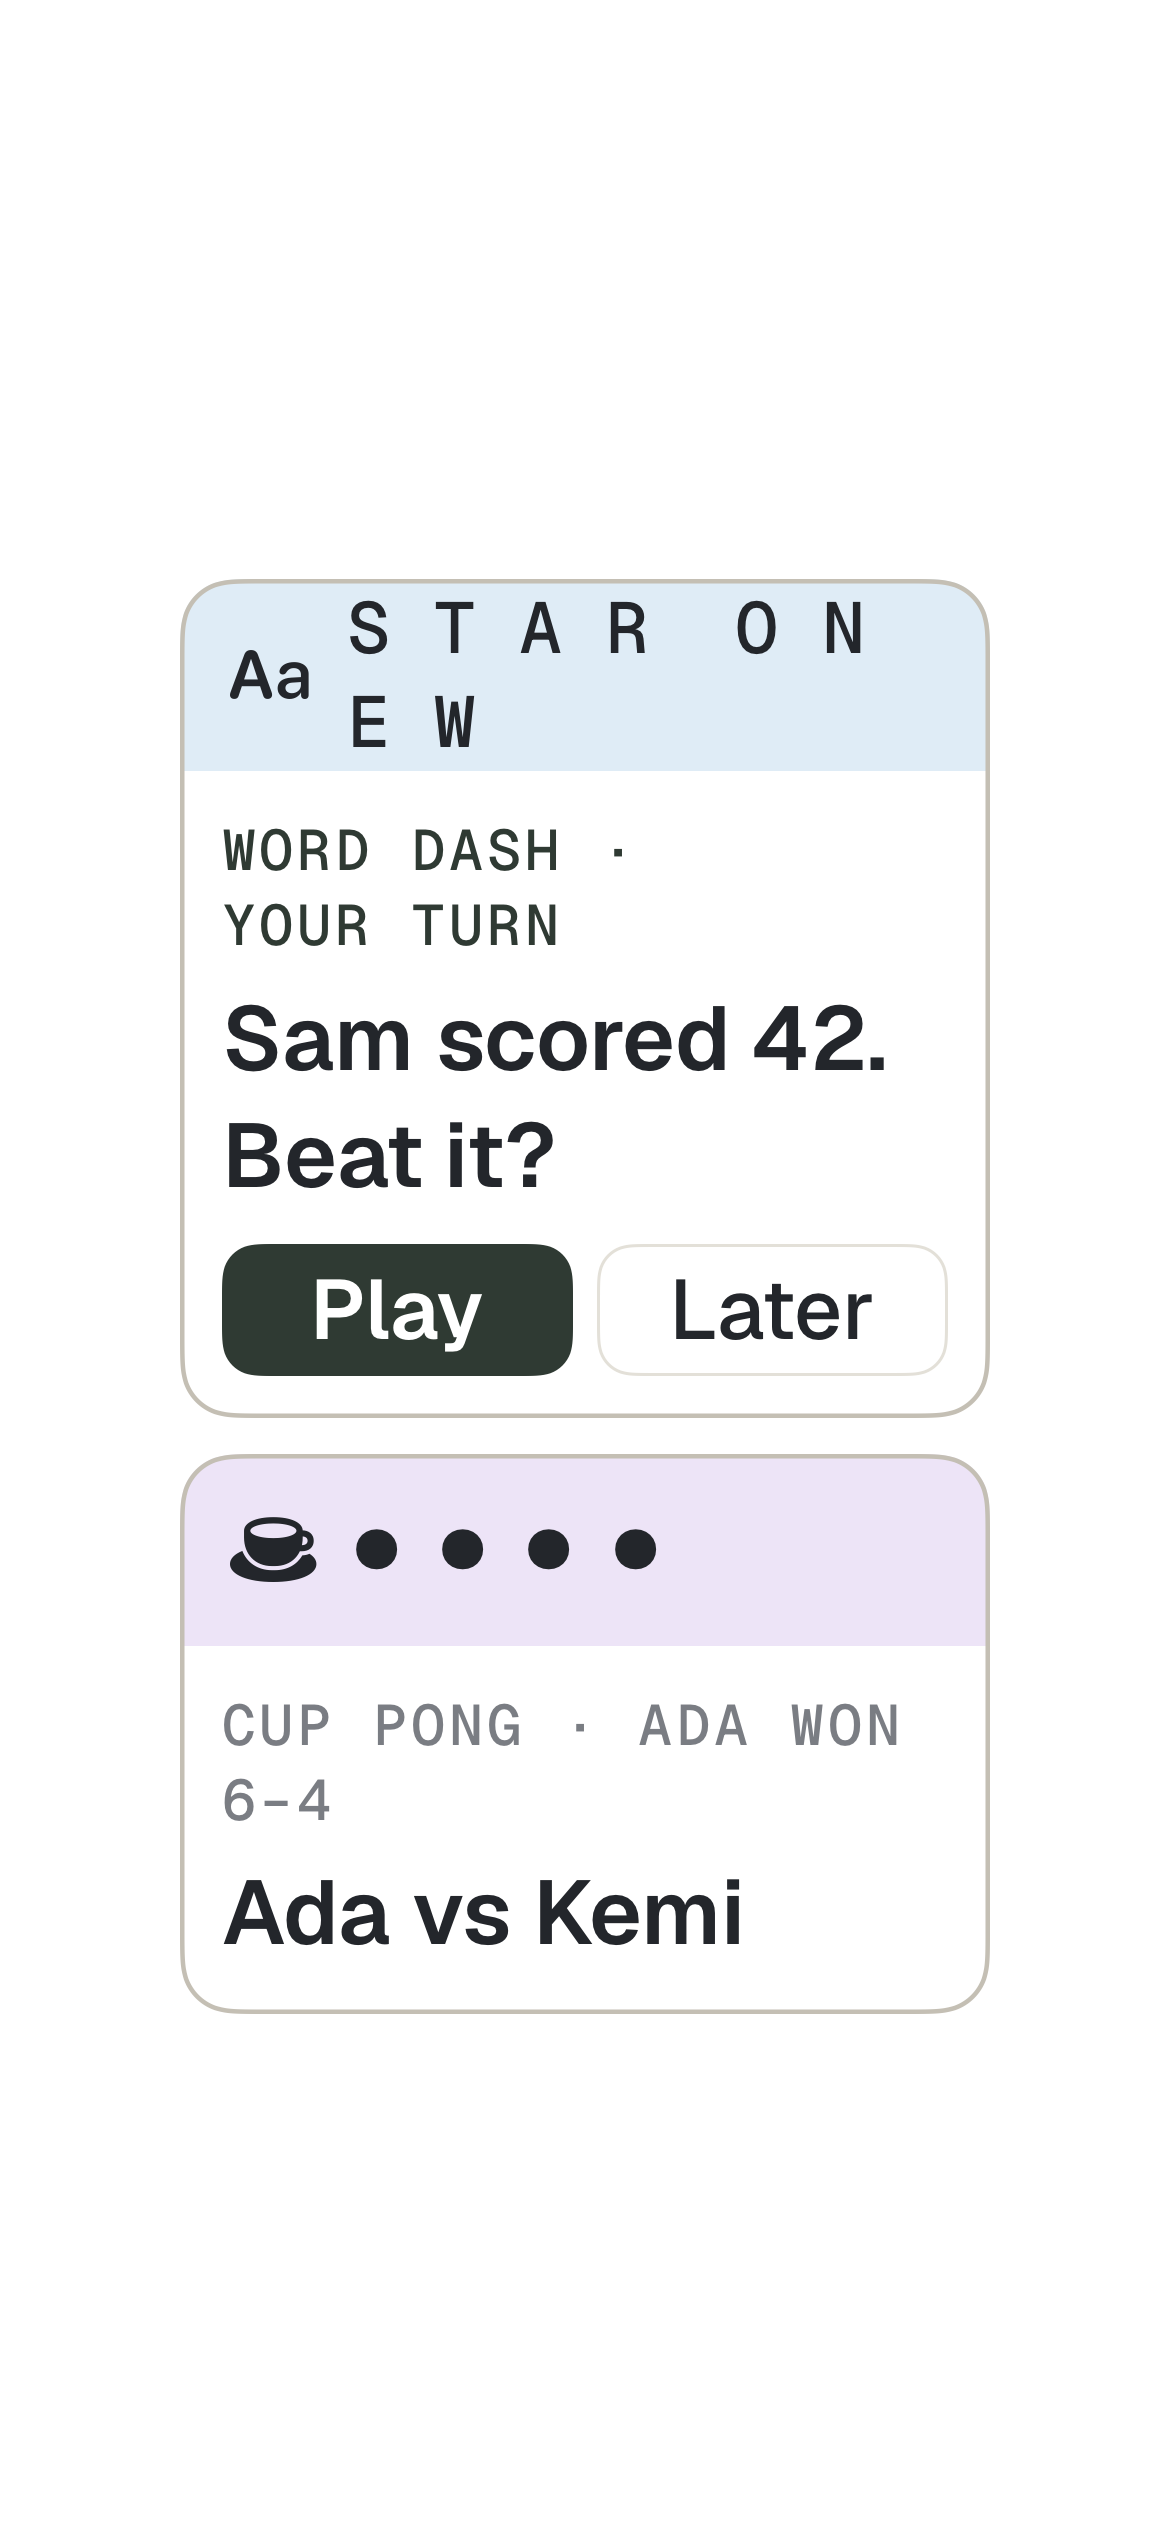 Aa
S T A R  O N
E W
WORD DASH ·
YOUR TURN
Sam scored 42.
Beat it?
Play
Later
CUP PONG · ADA WON
6–4
Ada vs Kemi